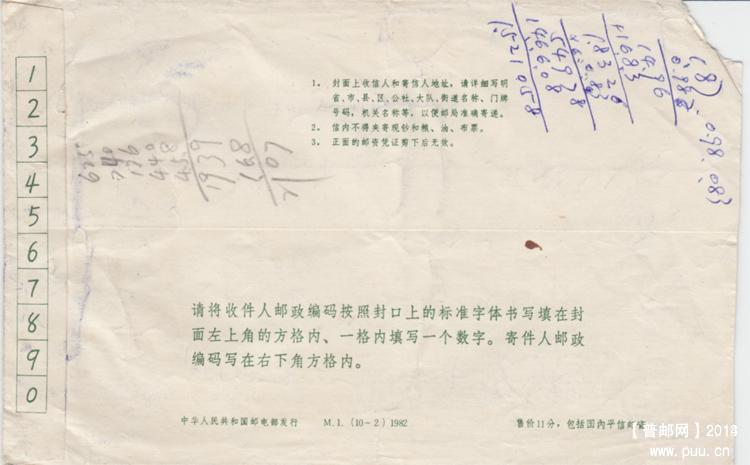 1
2
3
4
5
6
7
8
9
0
1. 封面上收信人和寄信人地址，请详细写明
省、市、县、区、公社、大队、街道名称、门牌
号码，机关名称等，以便邮局准确寄递。
2. 信内不得夹寄现钞和粮、油、布票。
3. 正面的邮资凭证剪下后无效。
625
740
136
440
458
1939
168
2107
请将收件人邮政编码按照封口上的标准字体书写填在封
面左上角的方格内、一格内填写一个数字。寄件人邮政
编码写在右下角方格内。
中华人民共和国邮电部发行 M.1. (10－2) 1982
售价11分，包括国内平信邮资
【普邮网】
www.puu.cn